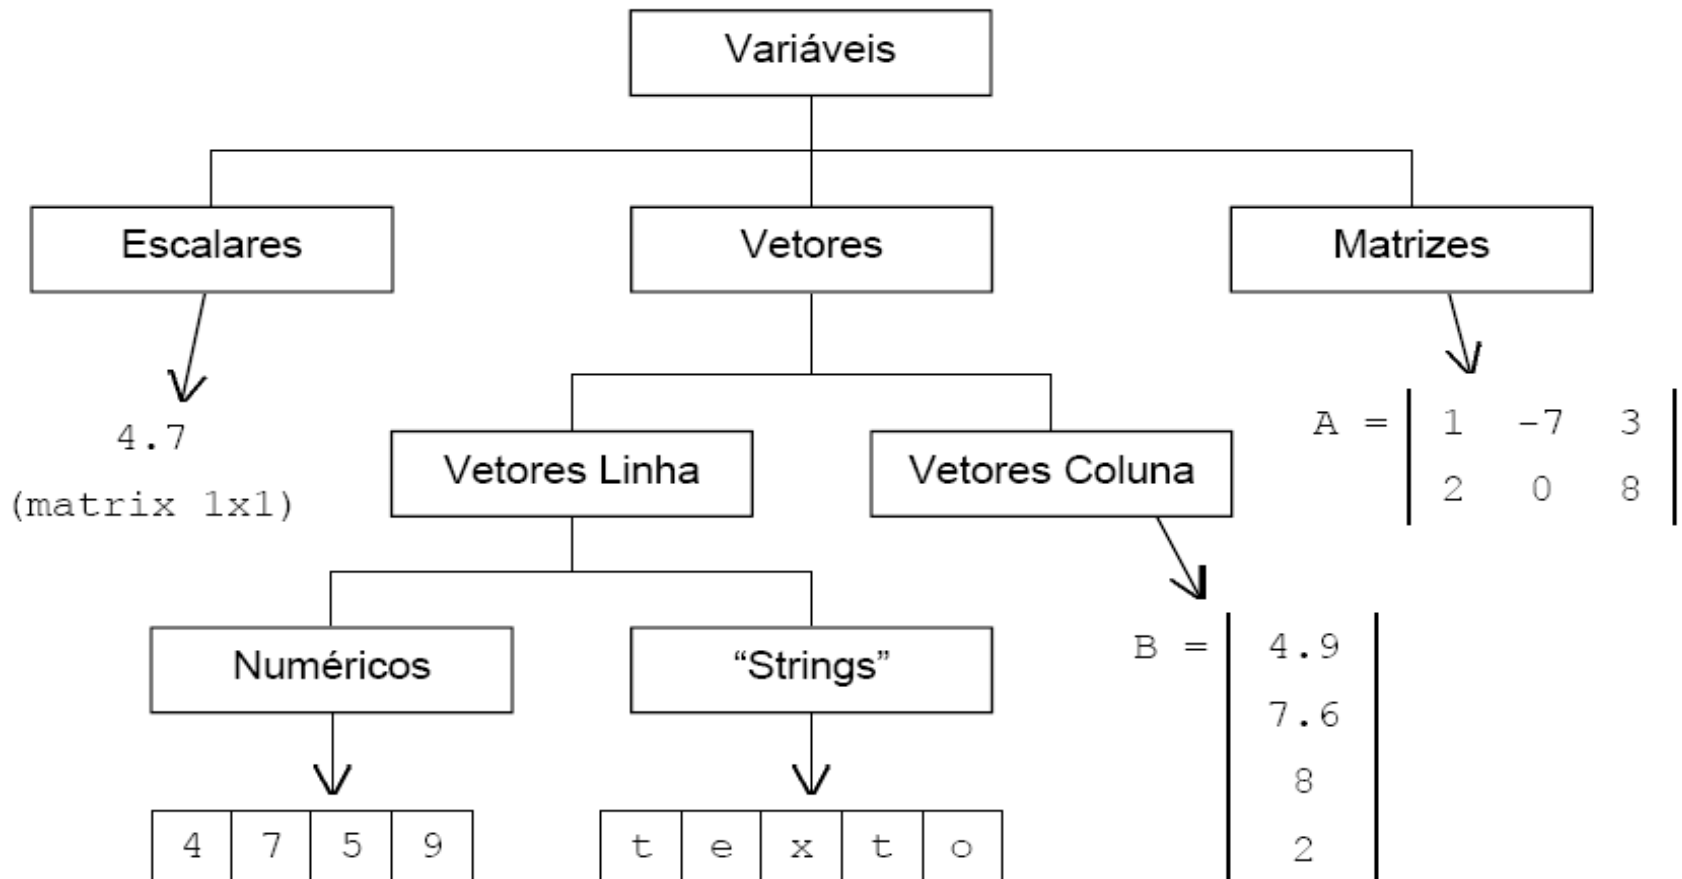 Variáveis
Escalares
Vetores
Matrizes
4.7
(matrix 1x1)
Vetores Linha
Vetores Coluna
A = | 1 -7 3 |
2 0 8
Numéricos
“Strings”
B = | 4.9 |
7.6
8
2
4 7 5 9
t e x t o